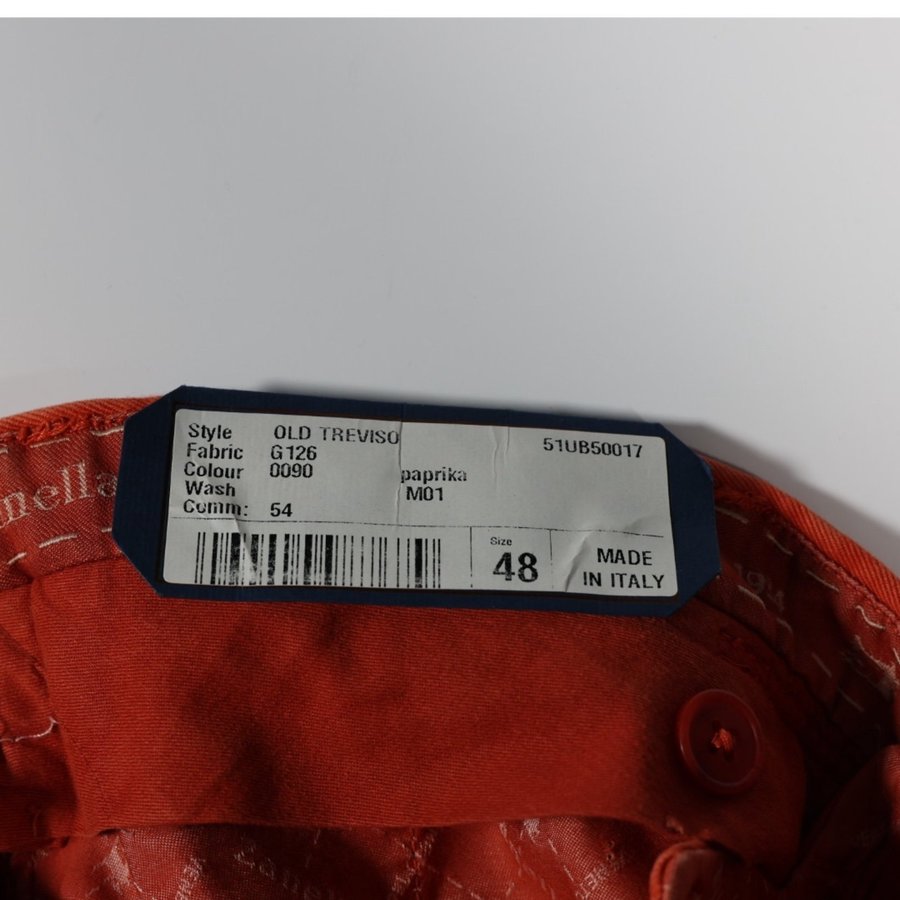 Style OLD TREVISO 51UB50017
Fabric G126
Colour 0090 paprika
Wash M01
Comm: 54
Size
48
MADE
IN ITALY